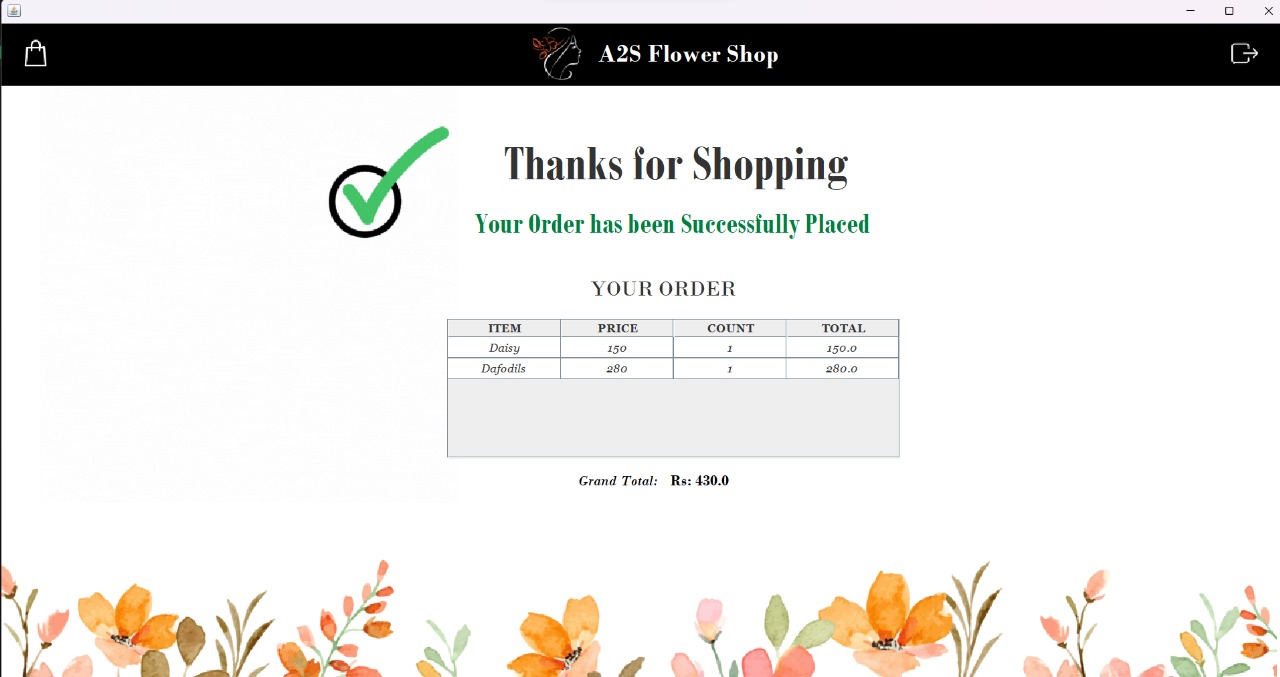 A2S Flower Shop
Thanks for Shopping
Your Order has been Successfully Placed
YOUR ORDER
ITEM PRICE COUNT TOTAL
Daisy 150 1 150.0
Dafodils 280 1 280.0
Grand Total: Rs: 430.0